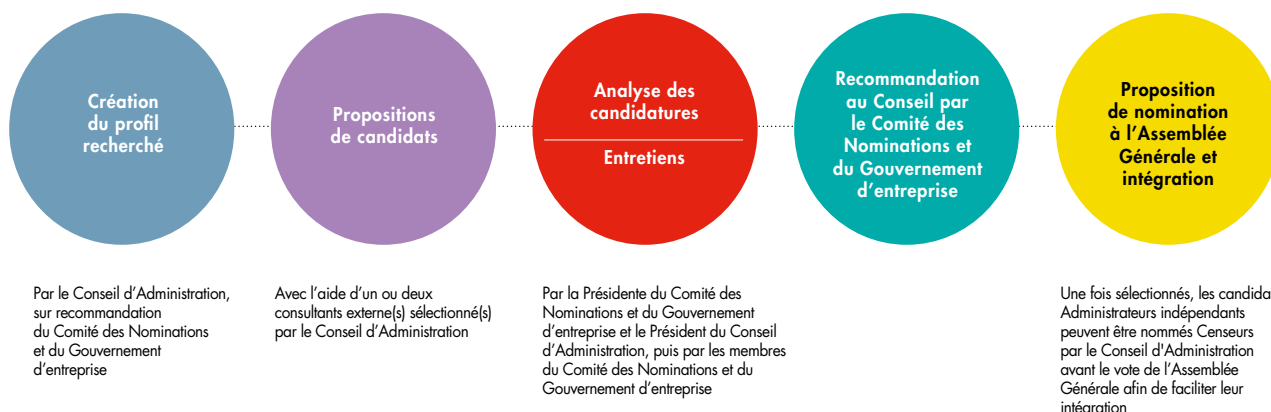 Création
du profil
recherché
Par le Conseil d’Administration,
sur recommandation
du Comité des Nominations
et du Gouvernement
d’entreprise
Propositions
de candidats
Avec l’aide d’un ou deux
consultants externe(s) sélectionné(s)
par le Conseil d’Administration
Analyse des
candidatures
Entretiens
Par la Présidente du Comité des
Nominations et du Gouvernement
d’entreprise et le Président du Conseil
d’Administration, puis par les membres
du Comité des Nominations et du
Gouvernement d’entreprise
Recommandation
au Conseil par
le Comité des
Nominations et
du Gouvernement
d’entreprise
Proposition
de nomination
à l’Assemblée
Générale et
intégration
Une fois sélectionnés, les candida
Administrateurs indépendants
peuvent être nommés Censeurs
par le Conseil d'Administration
avant le vote de l’Assemblée
Générale afin de faciliter leur
intégration